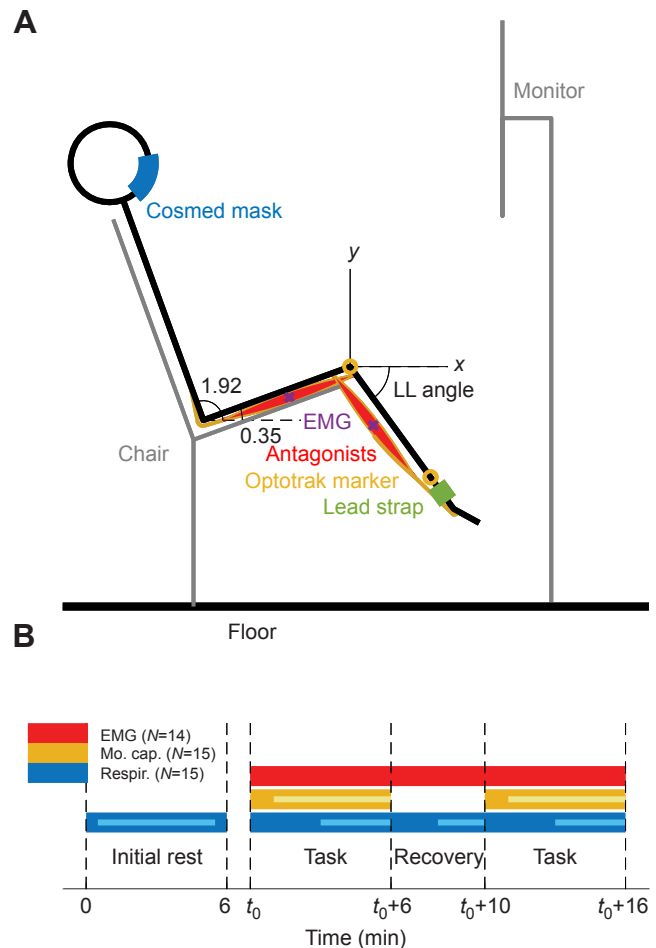 A
Monitor
Cosmed mask
y
x
1.92
LL angle
EMG
0.35
Chair
Antagonists
Optotrak marker
Lead strap
Floor
B
EMG (N=14)
Mo. cap. (N=15)
Respir. (N=15)
Initial rest Task Recovery Task
0 6 t0 t0+6 t0+10 t0+16
Time (min)